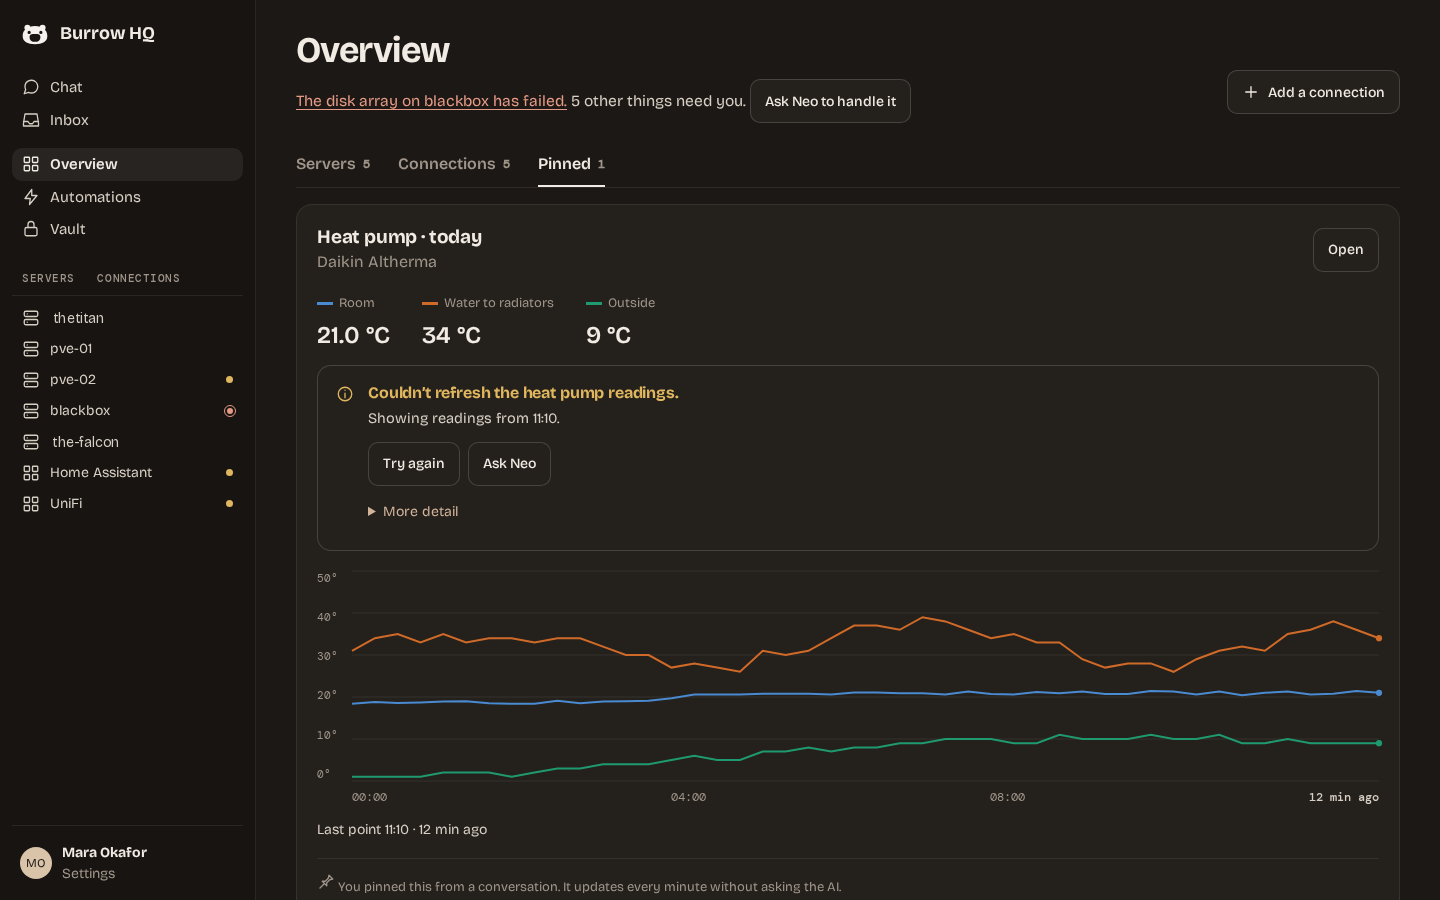 Burrow HQ
Chat
Inbox
Overview
Automations
Vault
SERVERS CONNECTIONS
thetitan
pve-01
pve-02
blackbox
the-falcon
Home Assistant
UniFi
MO
Mara Okafor
Settings
Overview
The disk array on blackbox has failed. 5 other things need you. Ask Neo to handle it
Add a connection
Servers 5 Connections 5 Pinned 1
Heat pump · today
Daikin Altherma
Open
Room Water to radiators Outside
21.0 °C 34 °C 9 °C
Couldn't refresh the heat pump readings.
Showing readings from 11:10.
Try again Ask Neo
More detail
50°
40°
30°
20°
10°
0°
00:00 04:00 08:00 12 min ago
Last point 11:10 · 12 min ago
You pinned this from a conversation. It updates every minute without asking the AI.